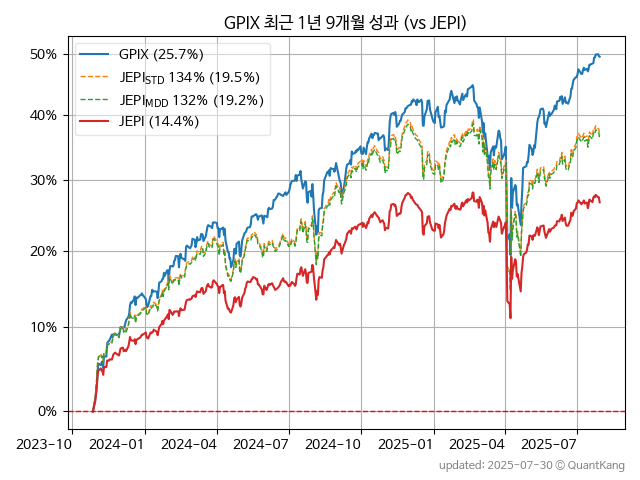 GPIX 최근 1년 9개월 성과 (vs JEPI)
GPIX (25.7%)
JEPI_STD 134% (19.5%)
JEPI_MDD 132% (19.2%)
JEPI (14.4%)
50%
40%
30%
20%
10%
0%
2023-10 2024-01 2024-04 2024-07 2024-10 2025-01 2025-04 2025-07
updated: 2025-07-30 ⓒ QuantKang